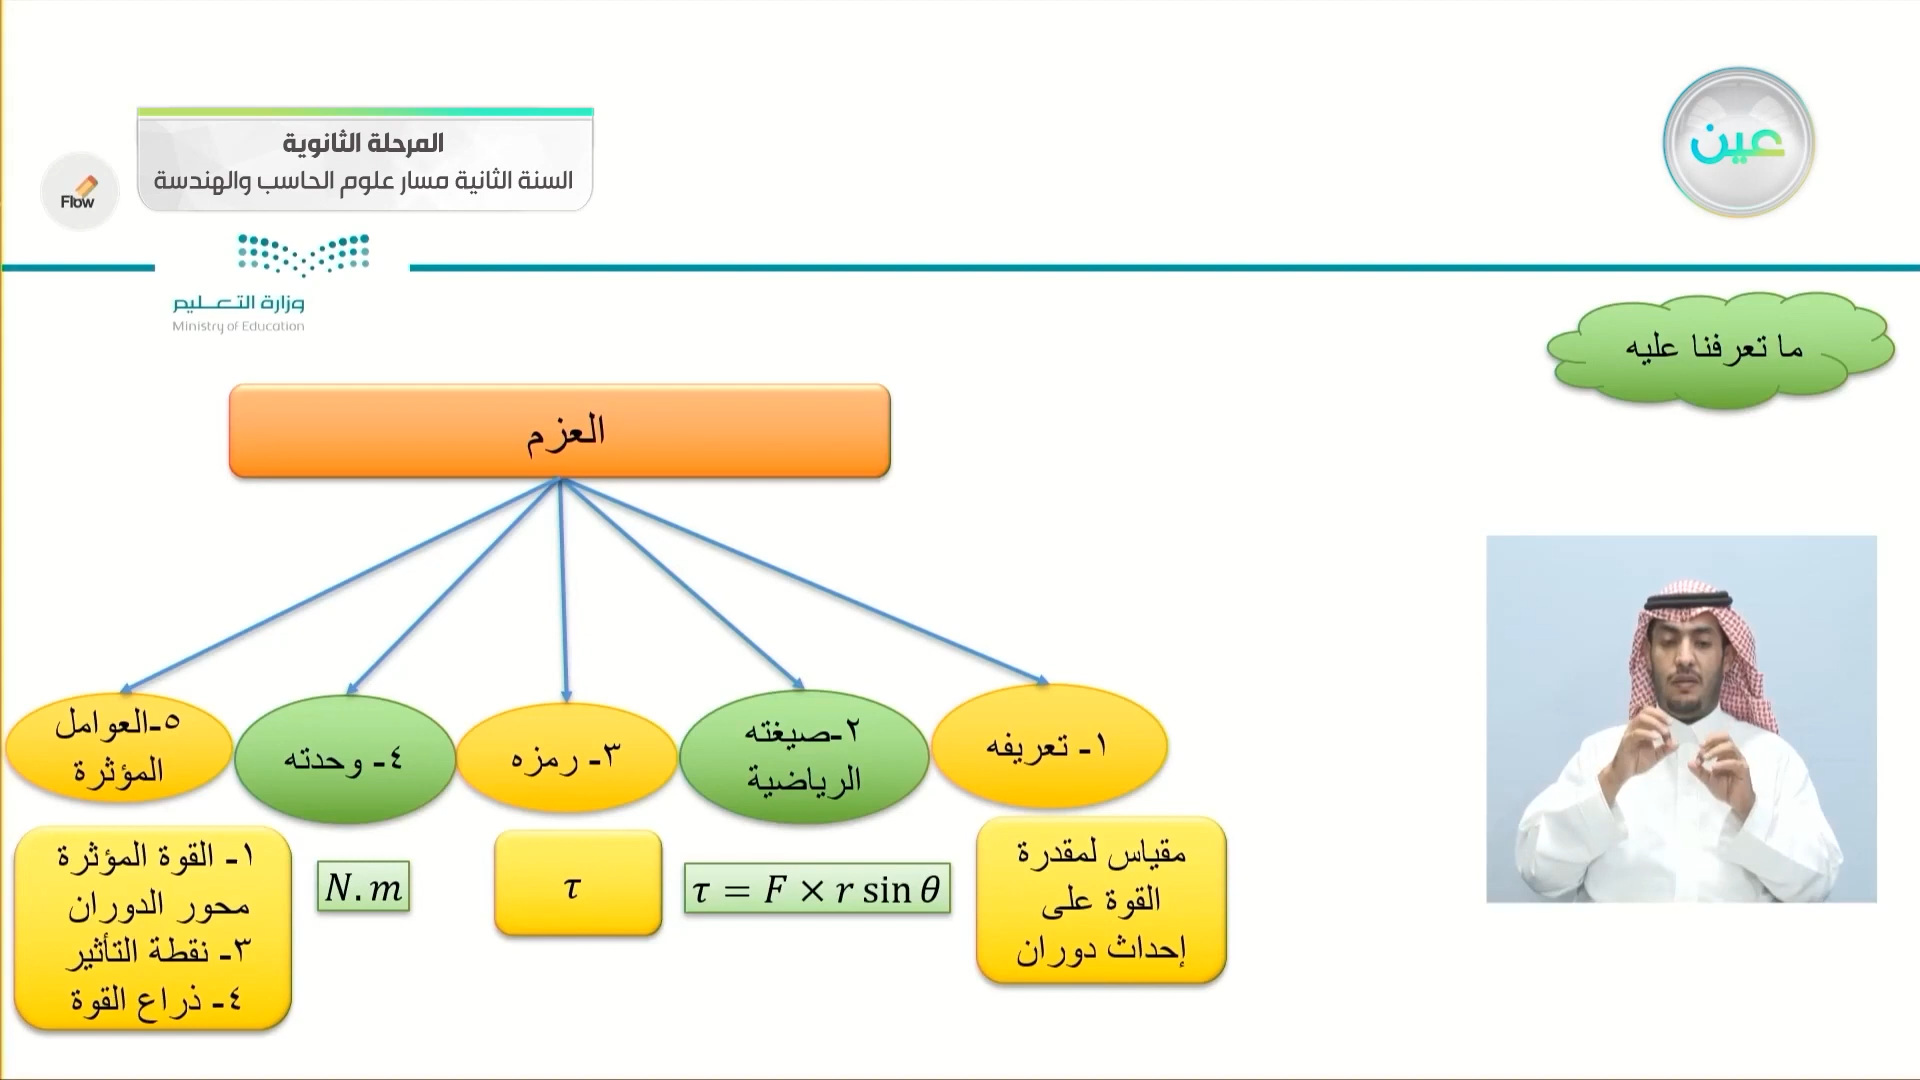 المرحلة الثانوية
السنة الثانية مسار علوم الحاسب والهندسة
عين
Flow
وزارة التعليم
Ministry of Education
ما تعرفنا عليه
العزم
١- تعريفه
مقياس لمقدرة
القوة على
إحداث دوران
٢-صيغته
الرياضية
τ = F × r sin θ
٣- رمزه
τ
٤- وحدته
N.m
٥-العوامل
المؤثرة
١- القوة المؤثرة
محور الدوران
٣- نقطة التأثير
٤- ذراع القوة